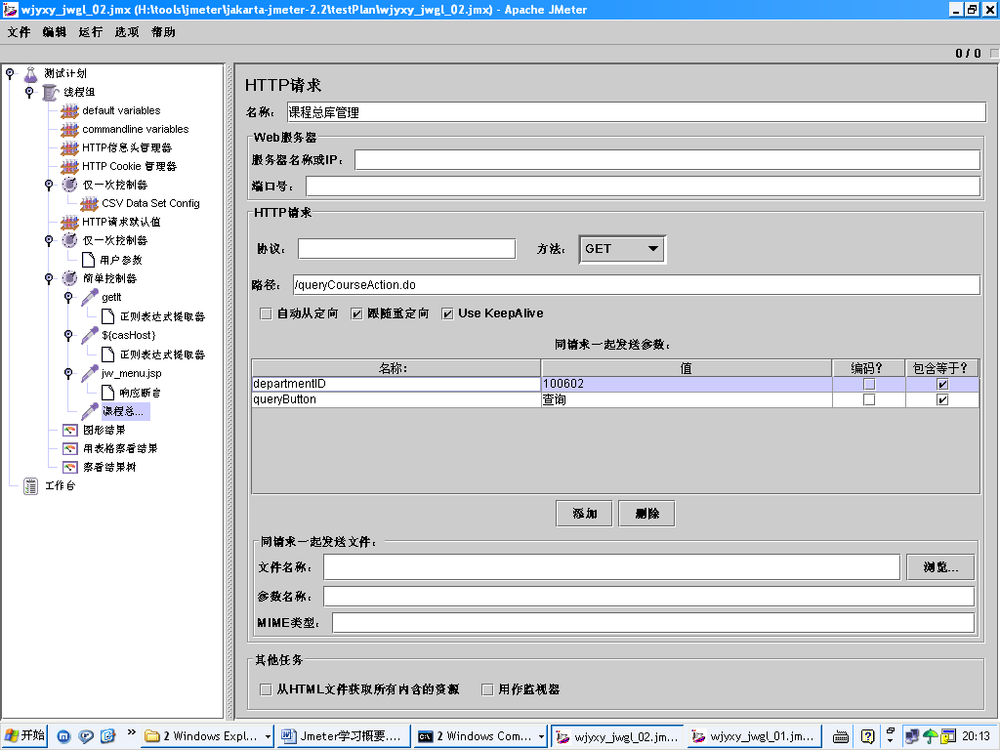 wjyxy_jwgl_02.jmx (H:\tools\jmeter\jakarta-jmeter-2.2\testPlan\wjyxy_jwgl_02.jmx) - Apache JMeter
文件 编辑 运行 选项 帮助
0 / 0
测试计划
线程组
default variables
commandline variables
HTTP信息头管理器
HTTP Cookie 管理器
仅一次控制器
CSV Data Set Config
HTTP请求默认值
仅一次控制器
用户参数
简单控制器
getIt
正则表达式提取器
${casHost}
正则表达式提取器
jw_menu.jsp
响应断言
课程总...
图形结果
用表格察看结果
察看结果树
工作台
HTTP请求
名称: 课程总库管理
Web服务器
服务器名称或IP:
端口号:
HTTP请求
协议: 方法: GET
路径: /queryCourseAction.do
自动从定向 跟随重定向 Use KeepAlive
同请求一起发送参数:
名称: 值 编码? 包含等于?
departmentID 100602
queryButton 查询
添加 删除
同请求一起发送文件:
文件名称: 浏览...
参数名称:
MIME类型:
其他任务
从HTML文件获取所有内含的资源 用作监视器
开始 » 2 Windows Expl... Jmeter学习概要.... 2 Windows Com... wjyxy_jwgl_02.jm... wjyxy_jwgl_01.jm... 20:13